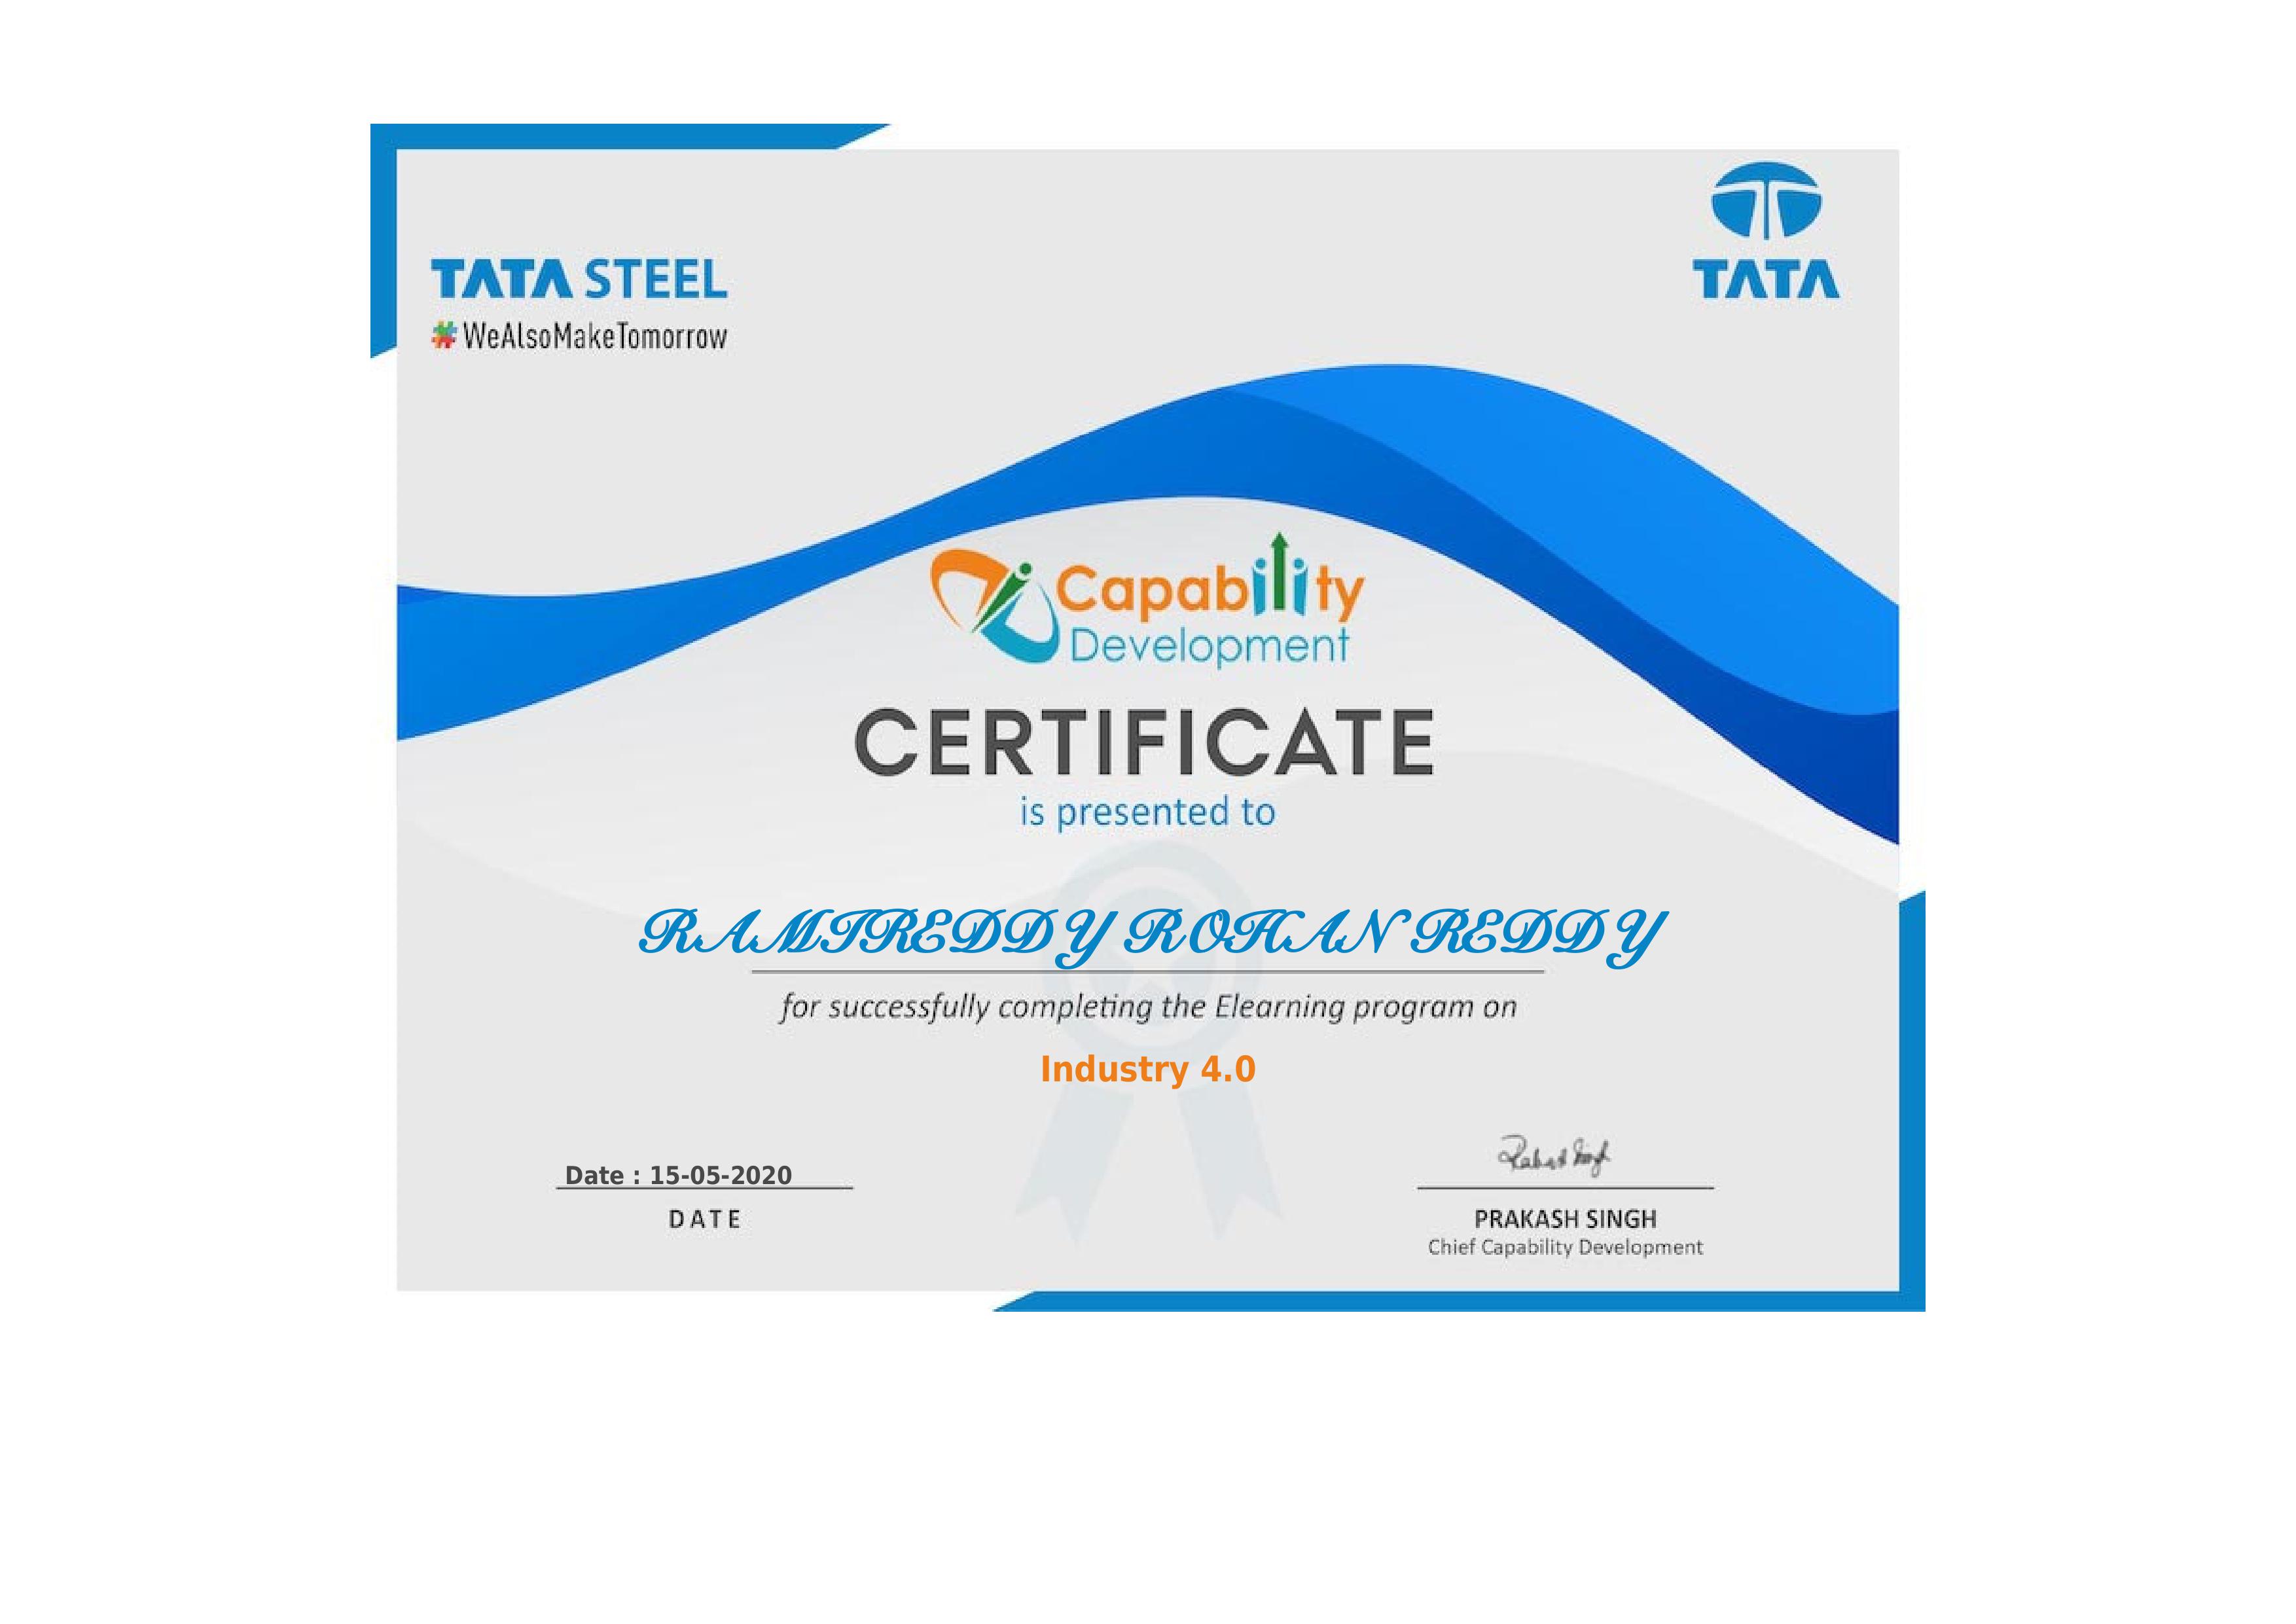 TATA STEEL
#WeAlsoMakeTomorrow
TATA
Capability
Development
CERTIFICATE
is presented to
RAMIREDDY ROHAN REDDY
for successfully completing the Elearning program on
Industry 4.0
Date : 15-05-2020
DATE
Prakash Singh
PRAKASH SINGH
Chief Capability Development